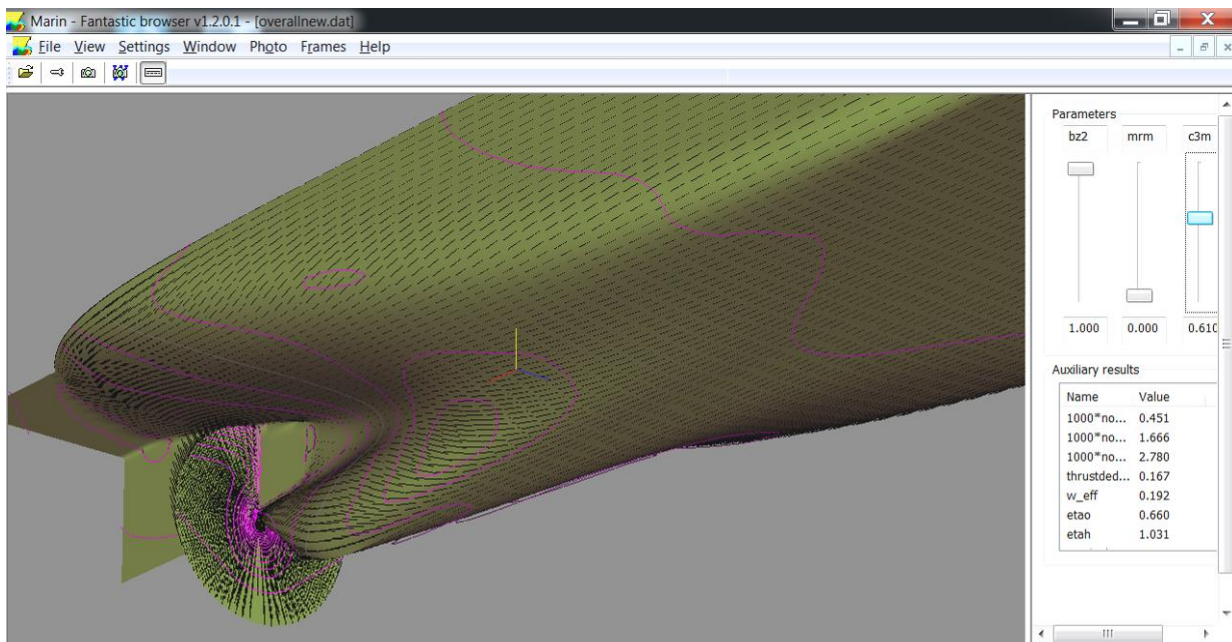 Marin - Fantastic browser v1.2.0.1 - [overallnew.dat]
File View Settings Window Photo Frames Help
Parameters
bz2 mrm c3m
1.000 0.000 0.610
Auxiliary results
Name Value
1000*no... 0.451
1000*no... 1.666
1000*no... 2.780
thrustded... 0.167
w_eff 0.192
etao 0.660
etah 1.031